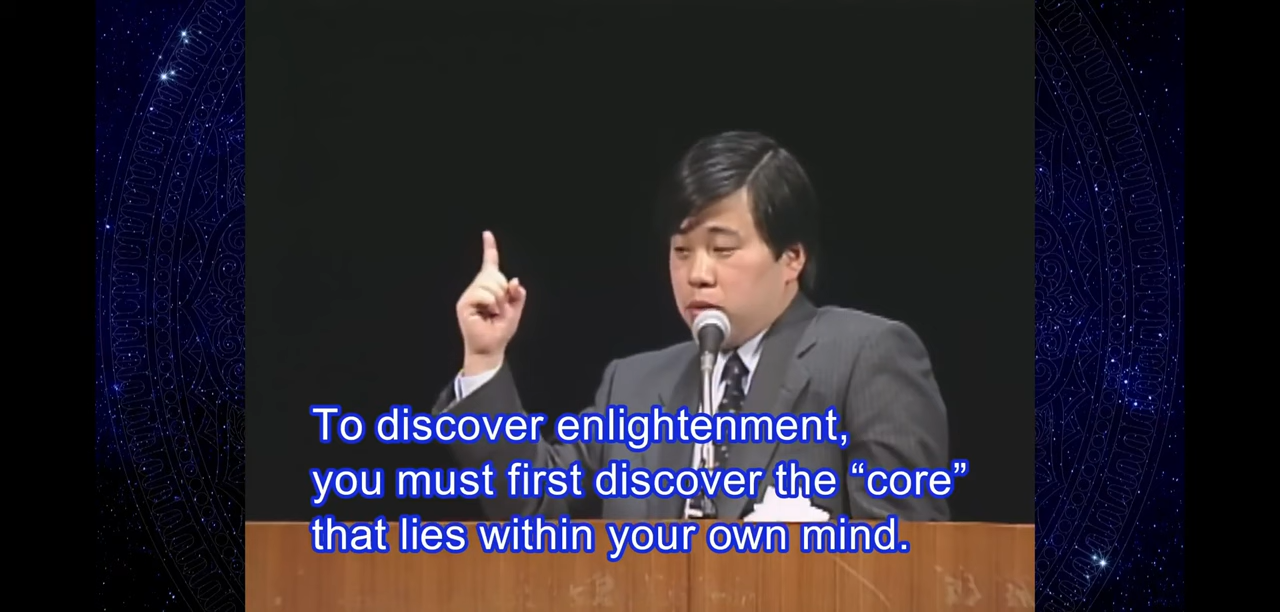 To discover enlightenment,
you must first discover the “core”
that lies within your own mind.